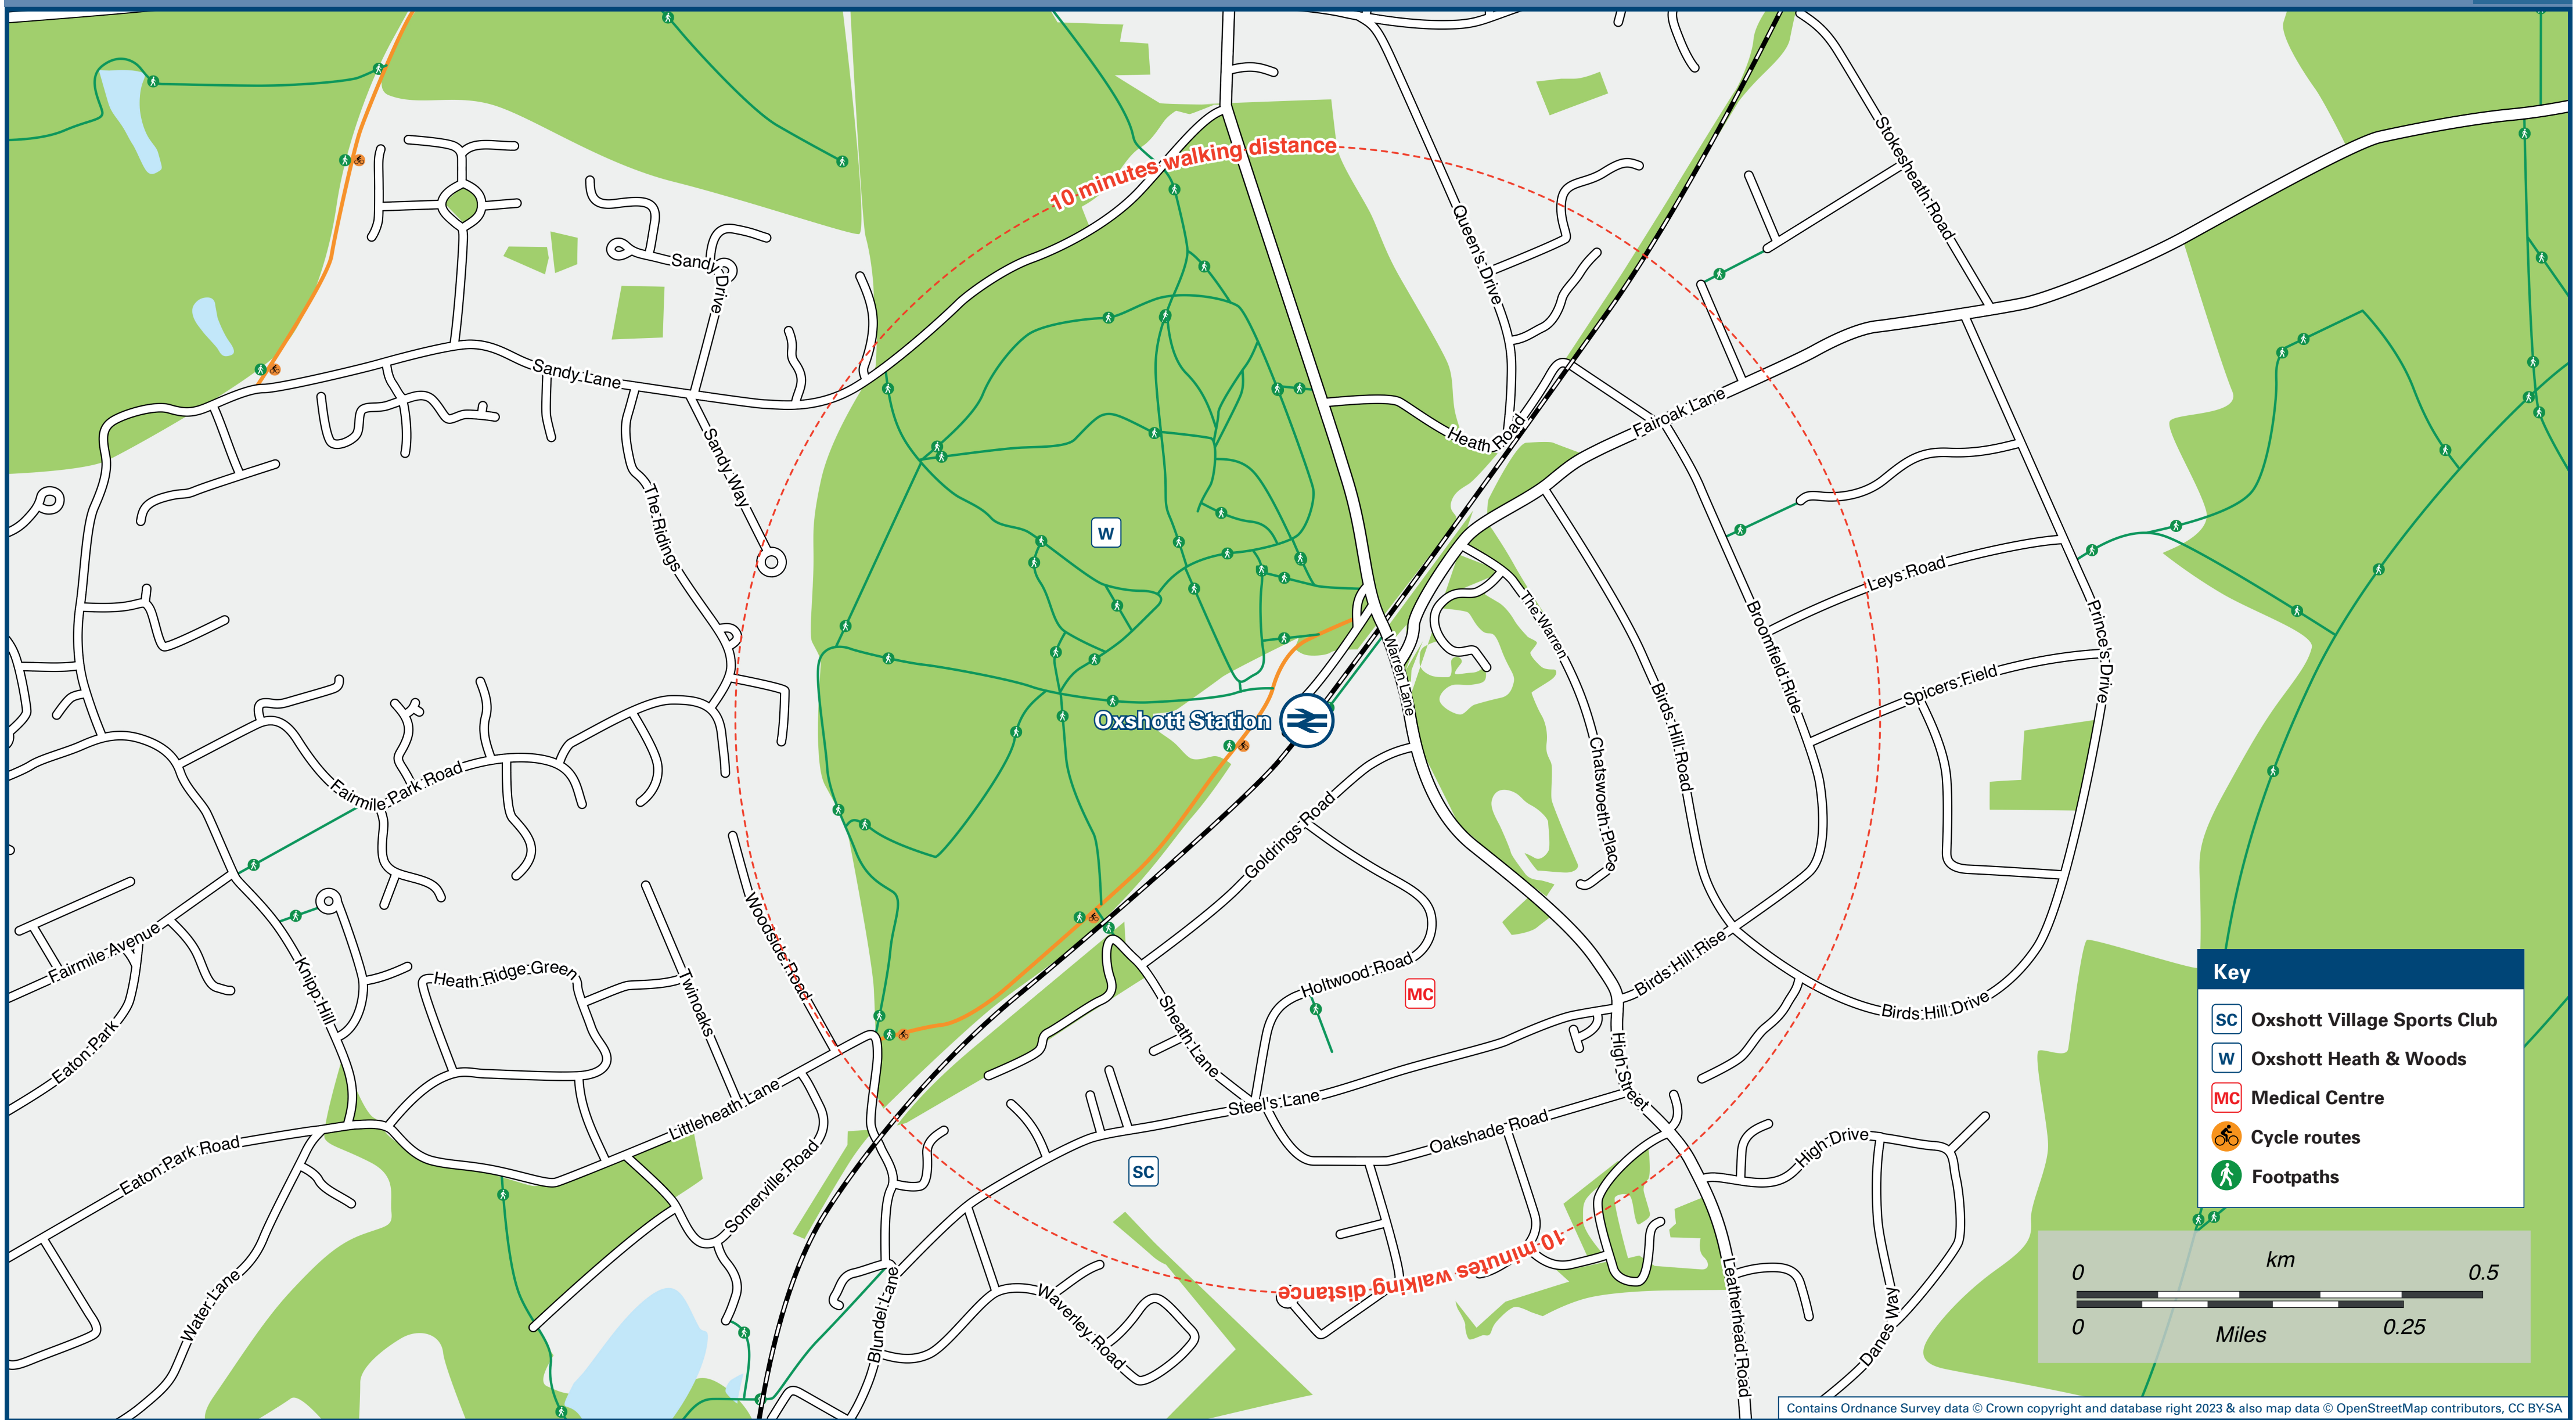 10 minutes walking distance
Stokesheath Road
Queen's Drive
Sandy Drive
Sandy Lane
Fairoak Lane
Heath Road
Sandy Way
The Ridings
W
Leys Road
The Warren
Broomfield Ride
Prince's Drive
Warren Lane
Spicers Field
Birds Hill Road
Oxshott Station
Chatswoeth Place
Fairmile Park Road
Goldrings Road
Woodside Road
Fairmile Avenue
Knipp Hill
Heath Ridge Green
Twinoaks
Holtwood Road
MC
Birds Hill Rise
Birds Hill Drive
Eaton Park
Sheath Lane
High Street
Steel's Lane
Littleheath Lane
Oakshade Road
Eaton Park Road
Somerville Road
SC
High Drive
10 minutes walking distance
Water Lane
Blundel Lane
Waverley Road
Leatherhead Road
Danes Way
Key
SC Oxshott Village Sports Club
W Oxshott Heath & Woods
MC Medical Centre
Cycle routes
Footpaths
km
0 0.5
0 0.25
Miles
Contains Ordnance Survey data © Crown copyright and database right 2023 & also map data © OpenStreetMap contributors, CC BY-SA